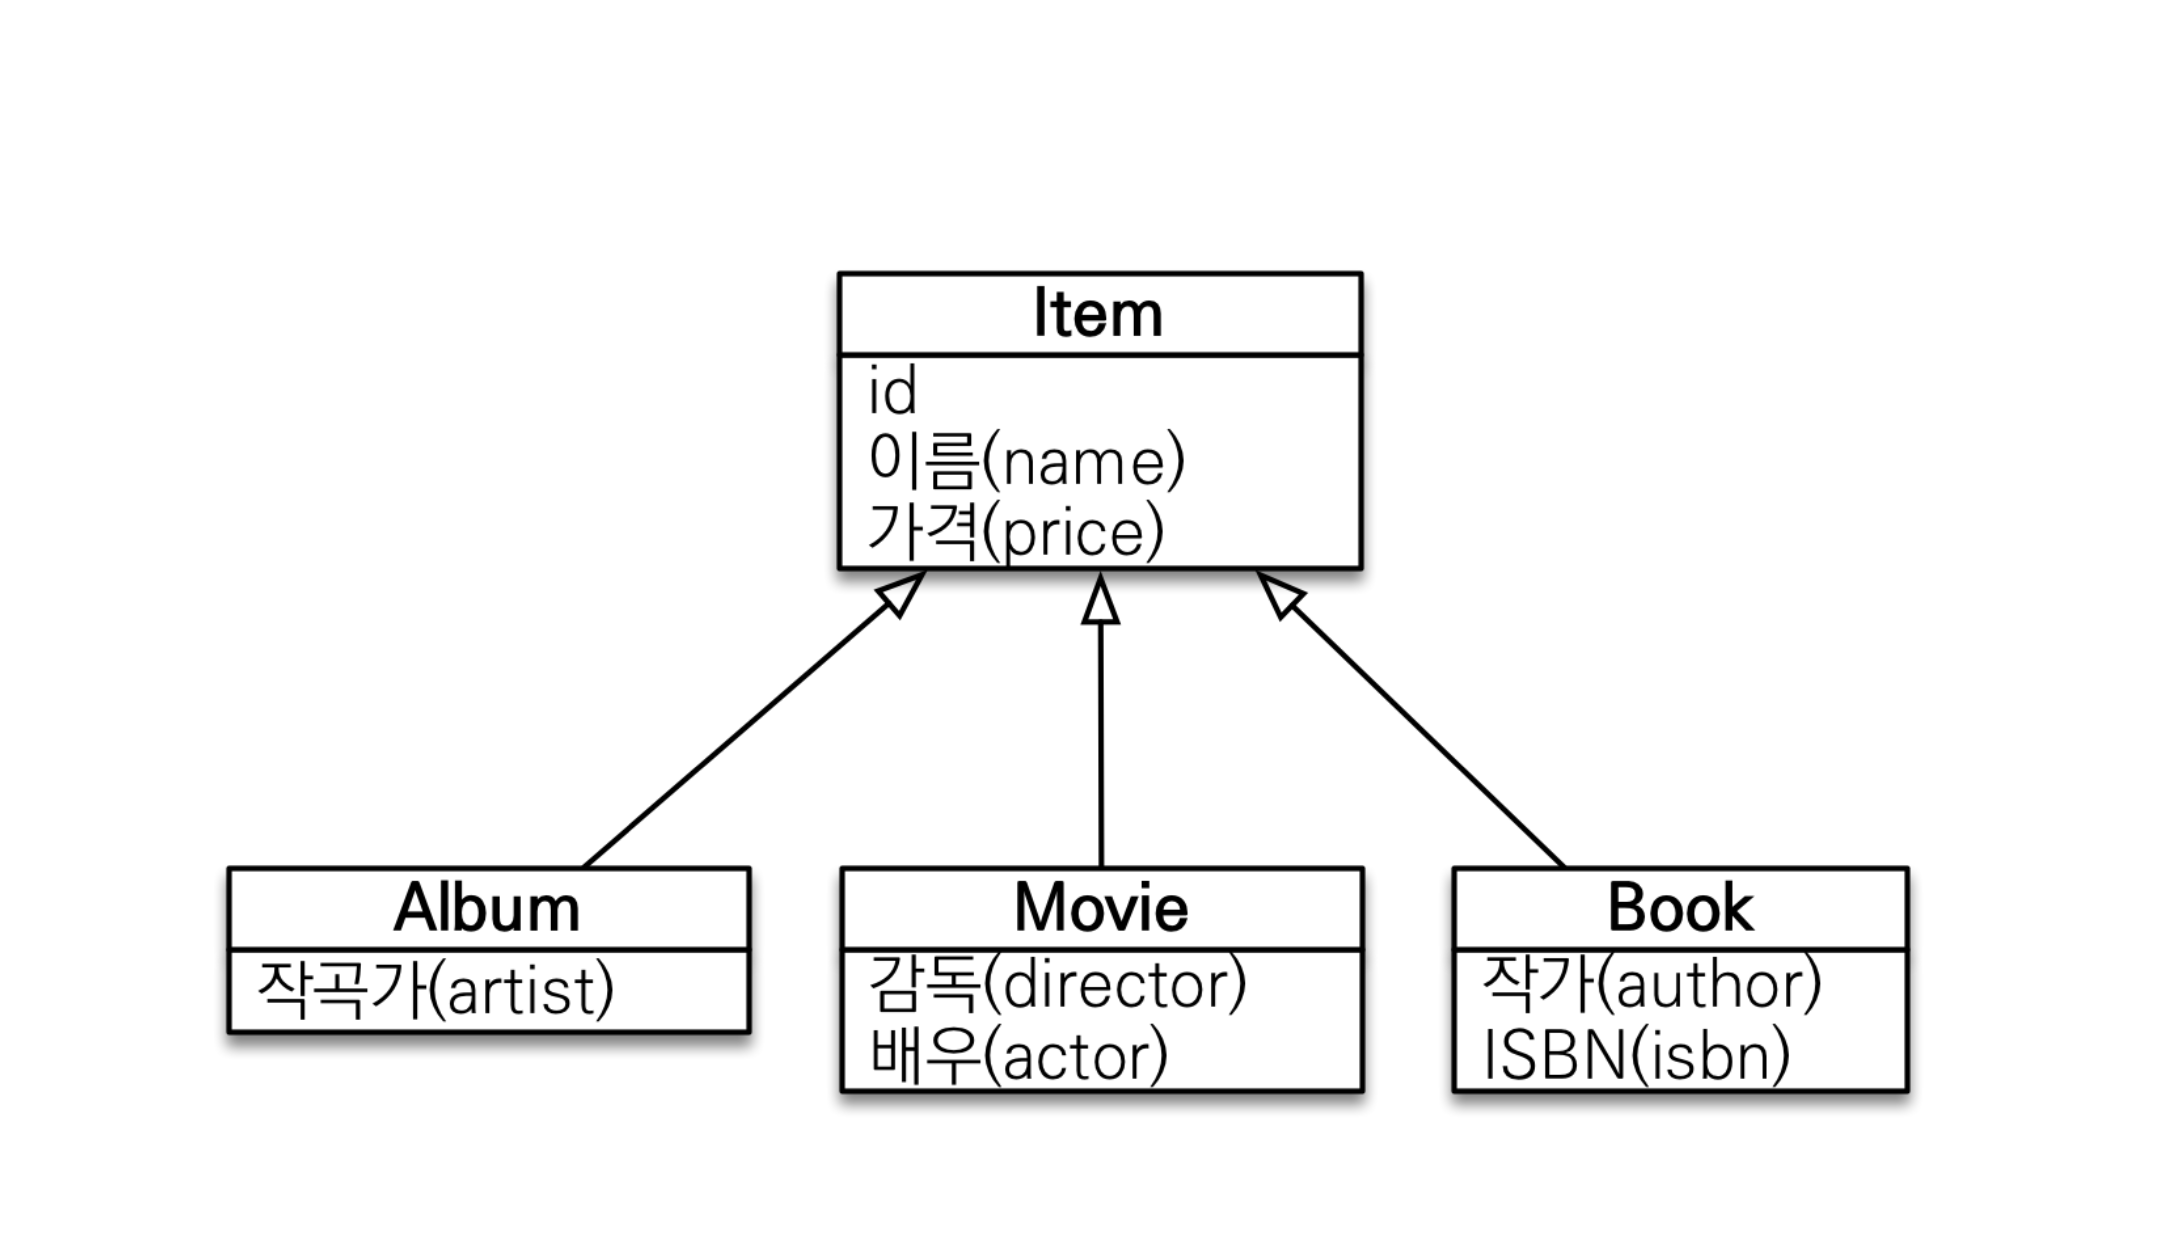 Item
id
이름(name)
가격(price)
Album
작곡가(artist)
Movie
감독(director)
배우(actor)
Book
작가(author)
ISBN(isbn)